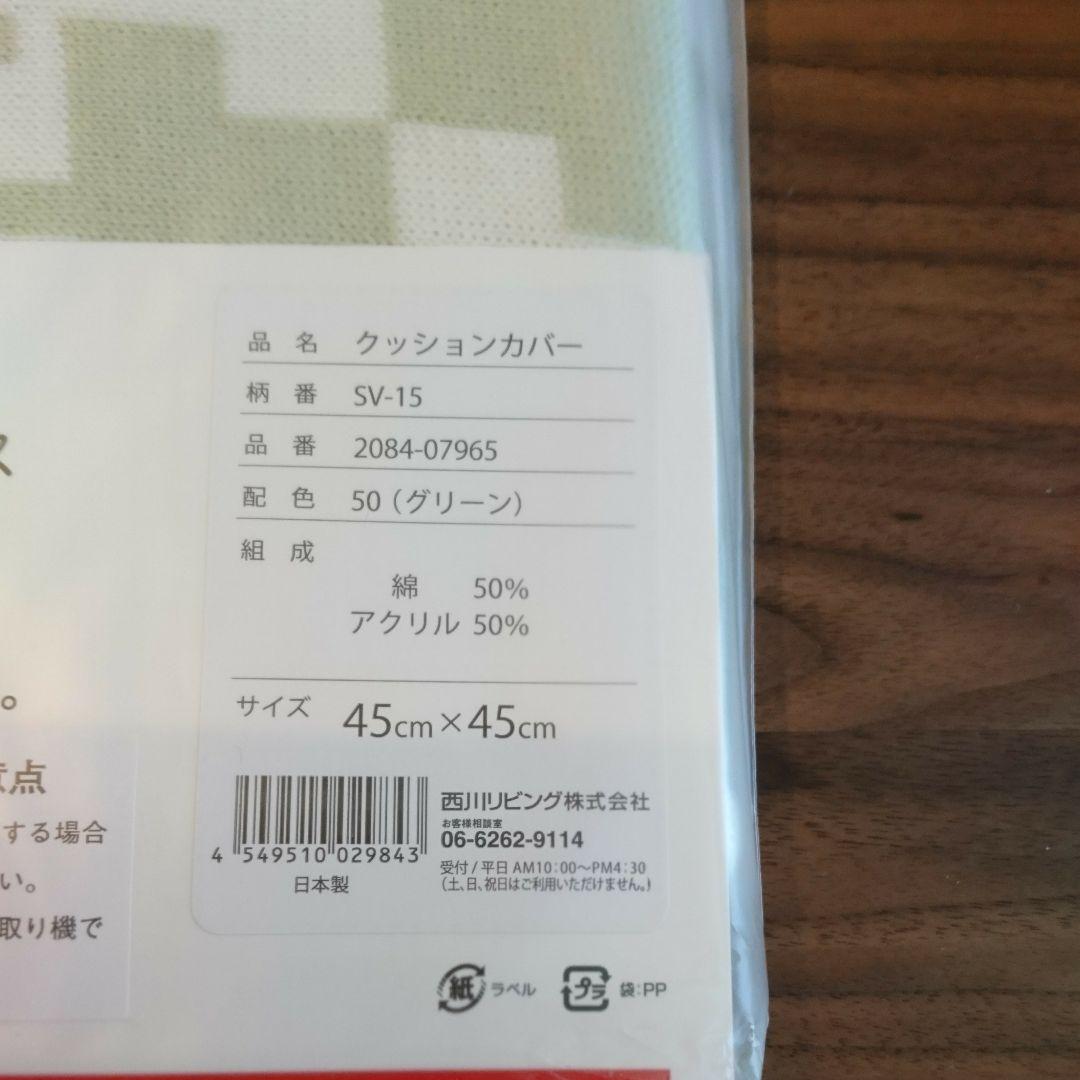 品名 クッションカバー
柄番 SV-15
品番 2084-07965
配色 50（グリーン）
組成
綿 50%
アクリル 50%
サイズ 45cm×45cm
4 549510 029843
日本製
西川リビング株式会社
お客様相談室
06-6262-9114
受付/平日 AM10:00〜PM4:30
（土、日、祝日はご利用いただけません。）
ス
。
点
する場合
い。
取り機で
紙 ラベル
プラ 袋:PP